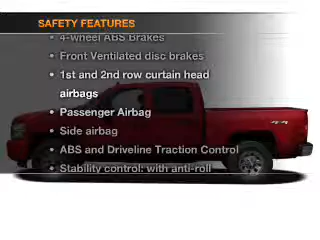 SAFETY FEATURES
• 4-wheel ABS Brakes
• Front Ventilated disc brakes
• 1st and 2nd row curtain head
airbags
• Passenger Airbag
• Side airbag
• ABS and Driveline Traction Control
• Stability control: with anti-roll
4x4